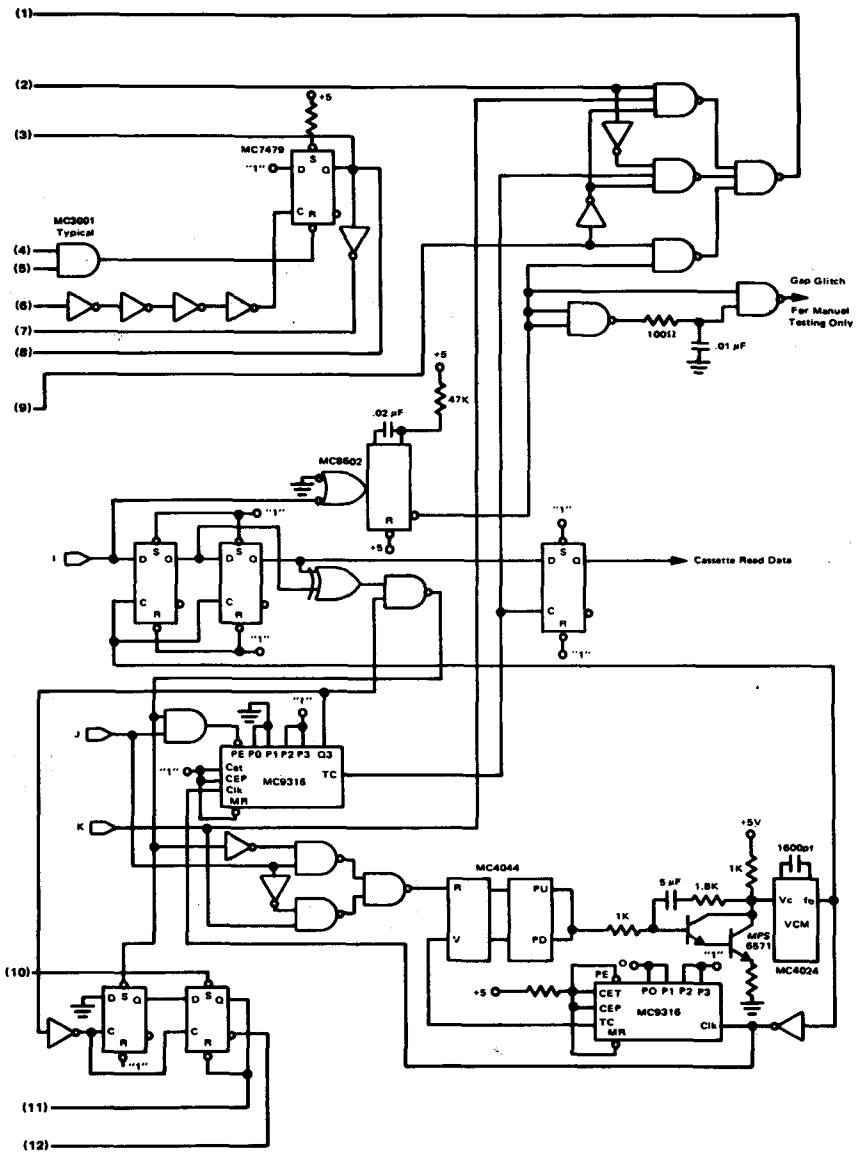 (1)
(2)
+5
(3)
MC7479
"1"
S
D Q
C
R
MC3001
Typical
(4)
(5)
(6)
(7)
(8)
(9)
Gap Glitch
For Manual
Testing Only
100Ω
.01 µF
+5
47K
.02 µF
MC8602
R
+5
"1"
I
S
D Q
C
R
S
D Q
C
R
"1"
"1"
S
D Q
C
R
"1"
Cassette Read Data
J
"1"
PE P0 P1 P2 P3 Q3
"1"
Cet
CEP
Clk
MR
MC9316
TC
K
MC4044
R
V
PU
PD
1K
5 µF
1.8K
+5V
1K
MPS
6571
1600pf
Vc fo
VCM
MC4024
+5
PE
0
P0 P1 P2 P3
"1"
CET
CEP
TC
MR
MC9316
Clk
(10)
S
D Q
C
R
"1"
S
D Q
C
R
(11)
(12)